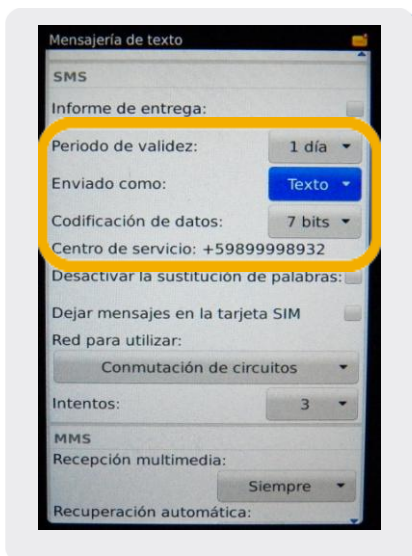 Mensajería de texto
SMS
Informe de entrega:
Periodo de validez: 1 día
Enviado como: Texto
Codificación de datos: 7 bits
Centro de servicio: +59899998932
Desactivar la sustitución de palabras:
Dejar mensajes en la tarjeta SIM
Red para utilizar:
Conmutación de circuitos
Intentos: 3
MMS
Recepción multimedia:
Siempre
Recuperación automática: